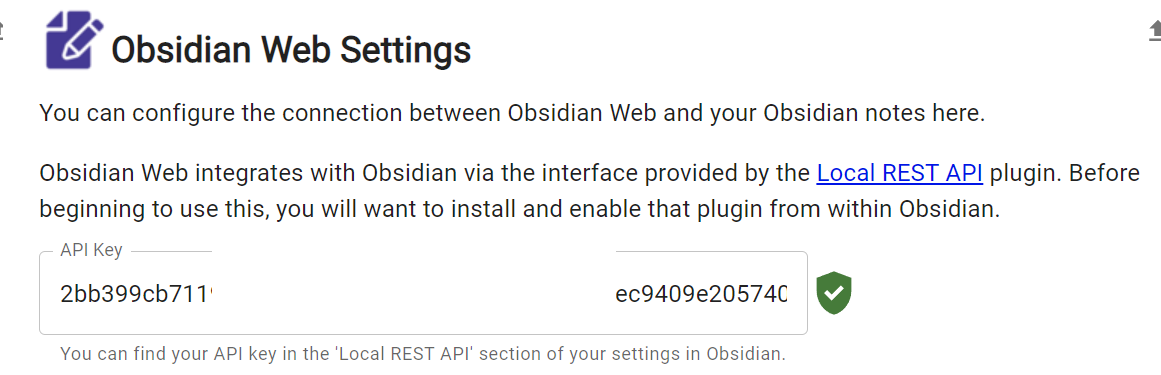 Obsidian Web Settings
You can configure the connection between Obsidian Web and your Obsidian notes here.
Obsidian Web integrates with Obsidian via the interface provided by the Local REST API plugin. Before
beginning to use this, you will want to install and enable that plugin from within Obsidian.
API Key
2bb399cb711 ec9409e205740
You can find your API key in the 'Local REST API' section of your settings in Obsidian.